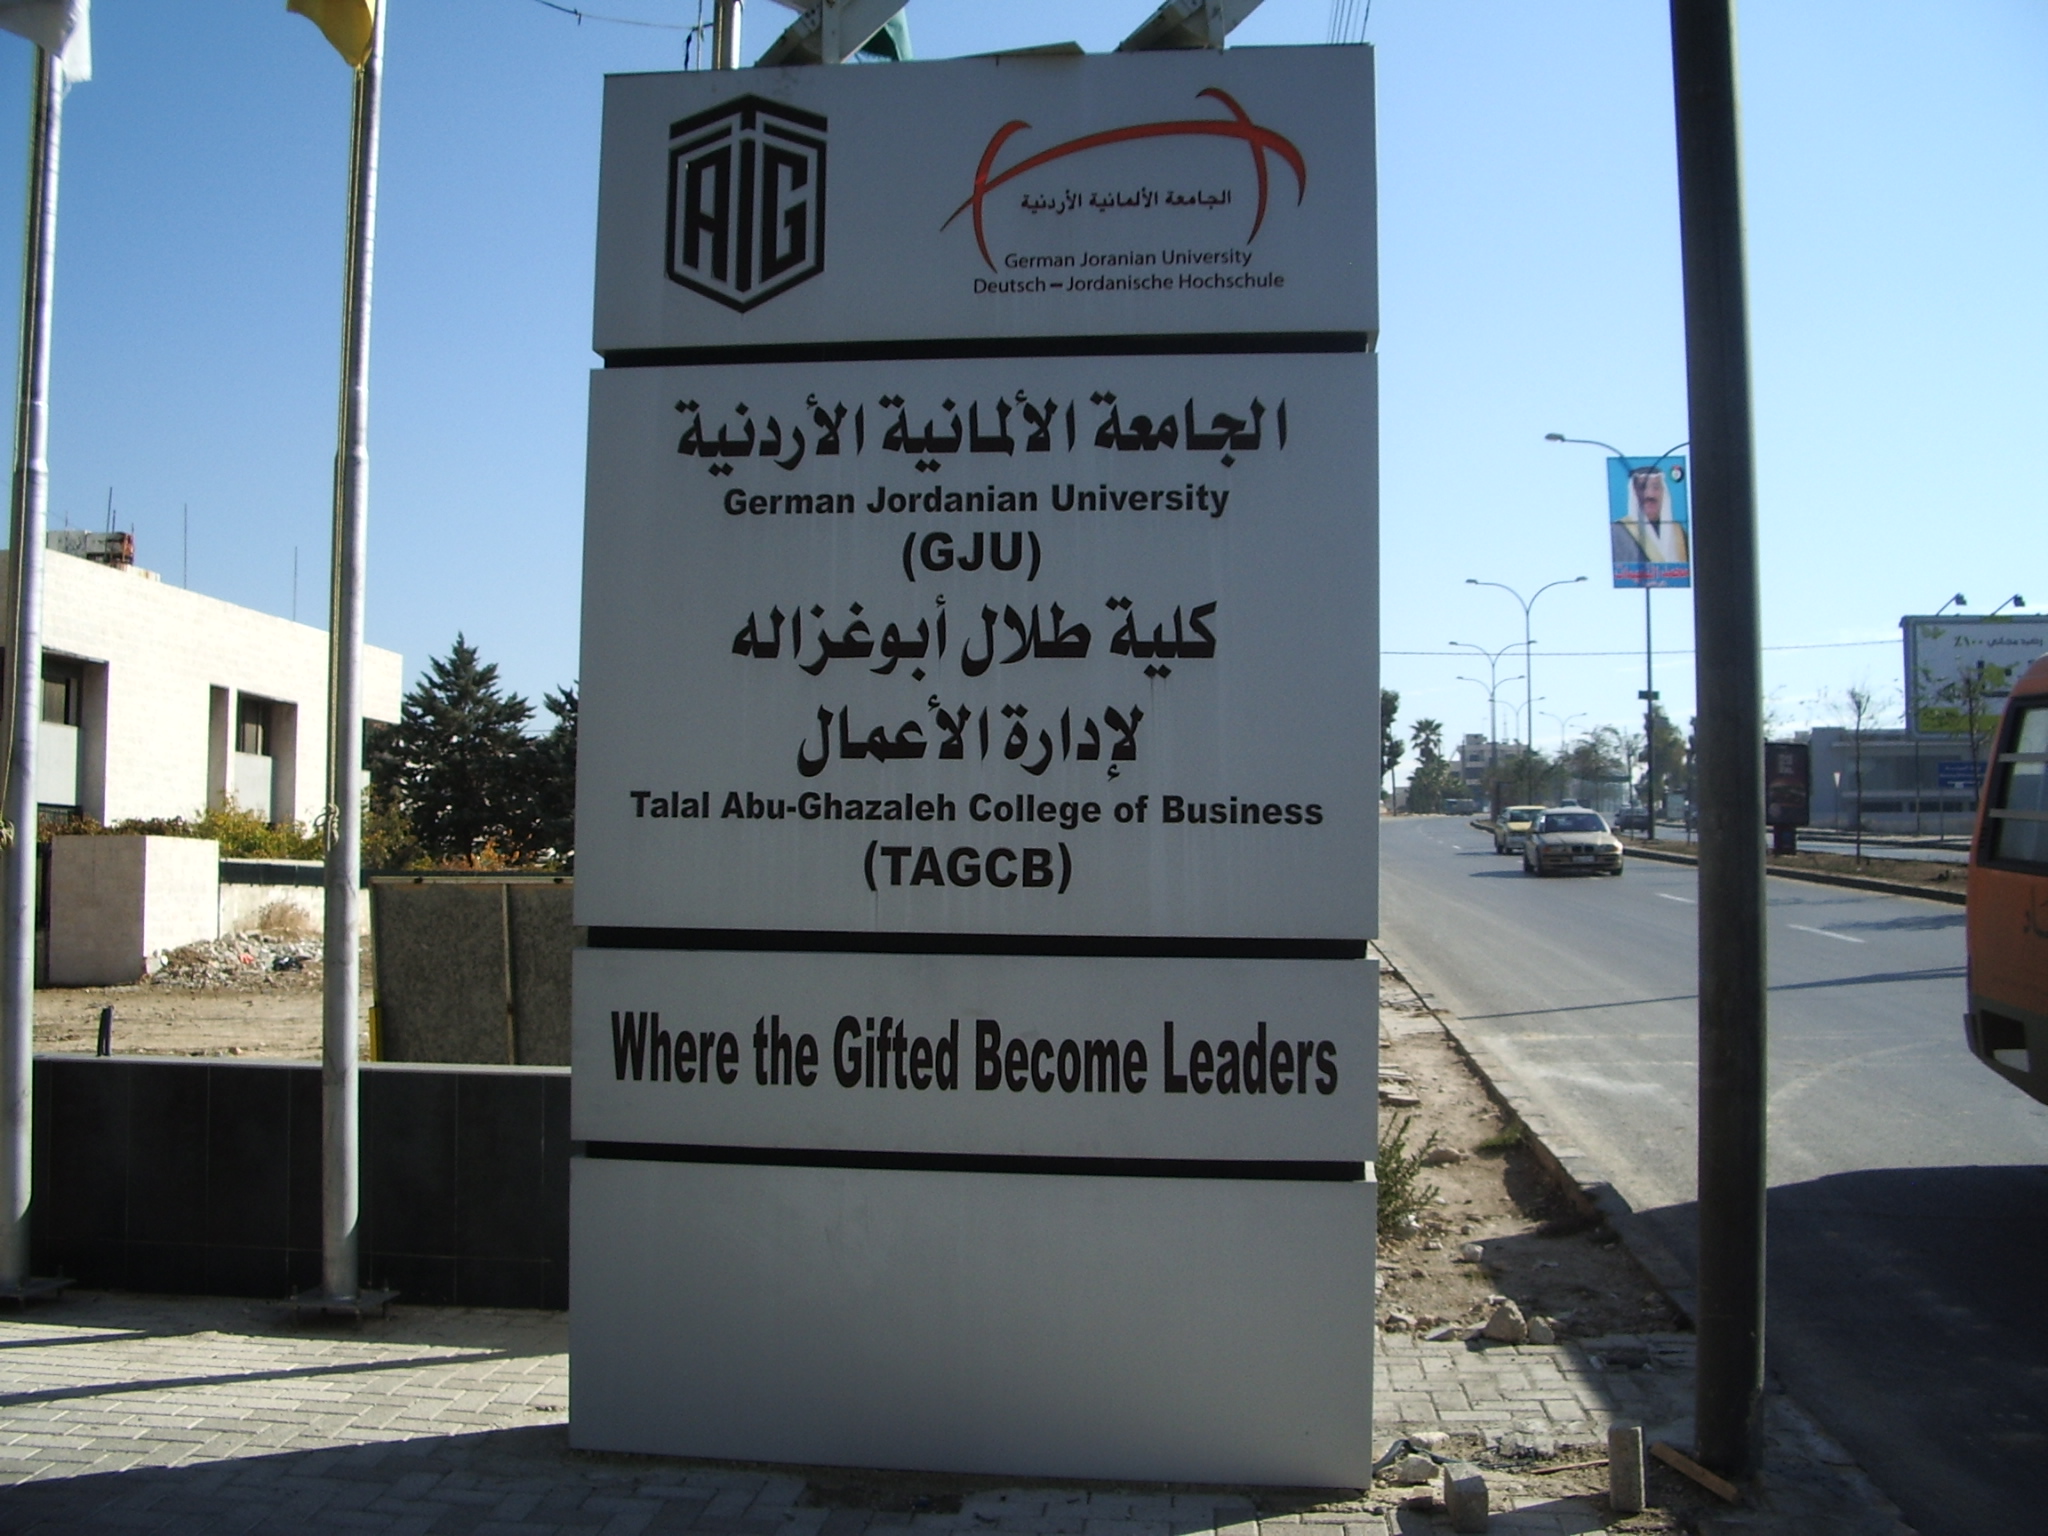 TAG
الجامعة الألمانية الأردنية
German Joranian University
Deutsch – Jordanische Hochschule
الجامعة الألمانية الأردنية
German Jordanian University
(GJU)
كلية طلال أبوغزاله
لإدارة الأعمال
Talal Abu-Ghazaleh College of Business
(TAGCB)
Where the Gifted Become Leaders